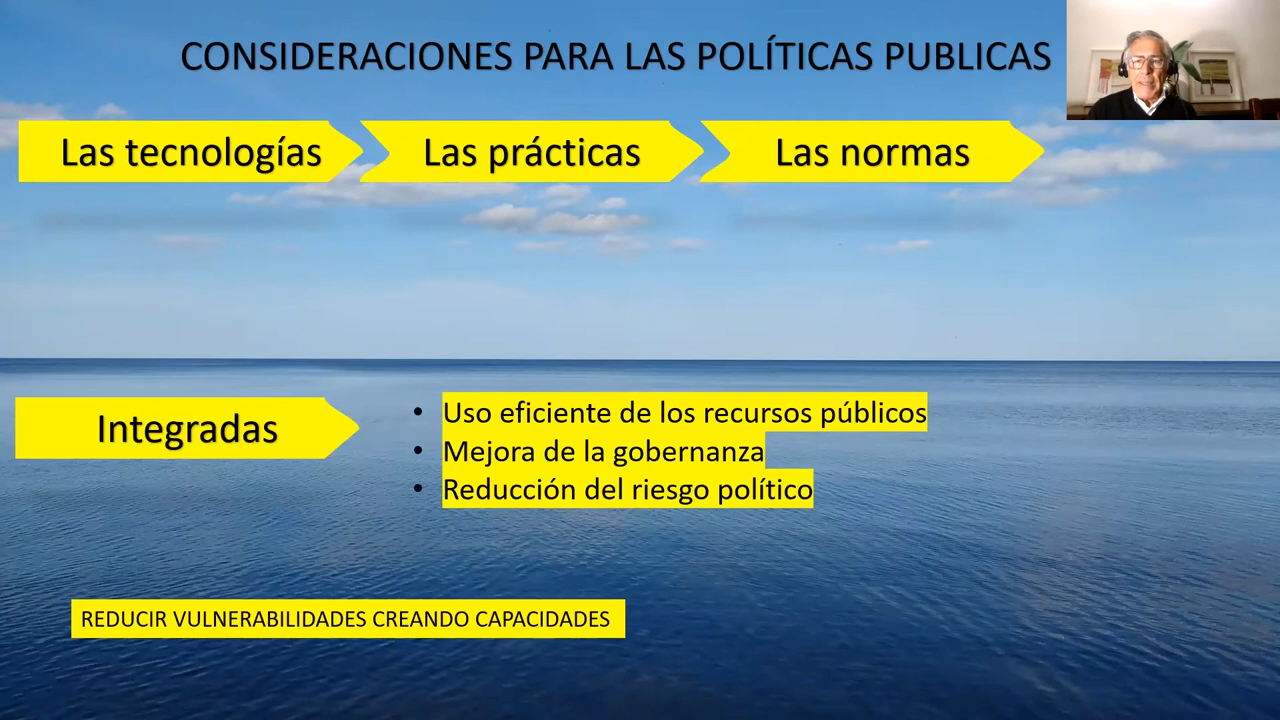 CONSIDERACIONES PARA LAS POLÍTICAS PUBLICAS
Las tecnologías
Las prácticas
Las normas
Integradas
• Uso eficiente de los recursos públicos
• Mejora de la gobernanza
• Reducción del riesgo político
REDUCIR VULNERABILIDADES CREANDO CAPACIDADES